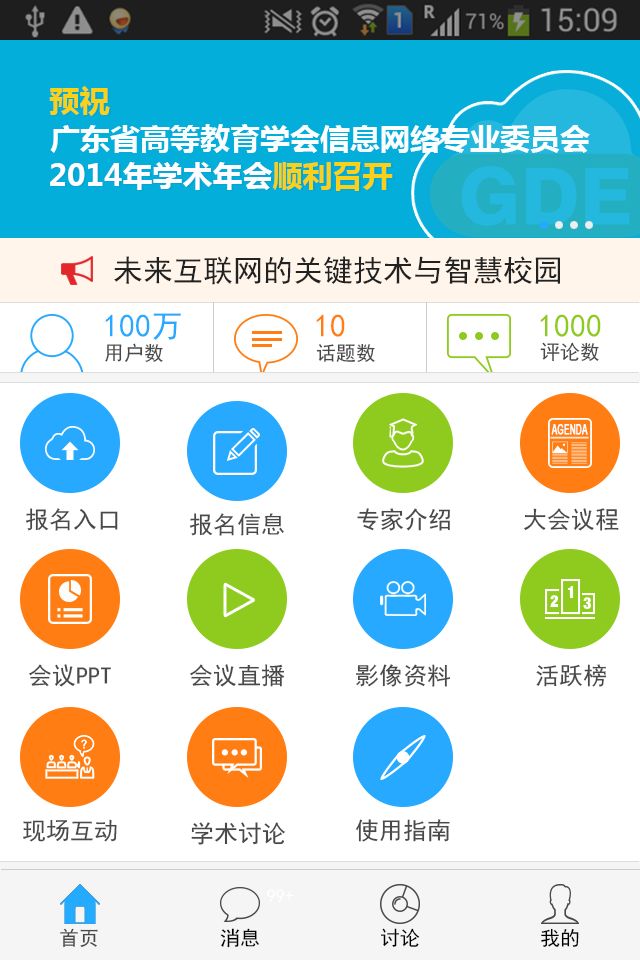 R 1 71% 15:09
预祝
广东省高等教育学会信息网络专业委员会
2014年学术年会顺利召开
GDE
未来互联网的关键技术与智慧校园
100万 10 1000
用户数 话题数 评论数
AGENDA
报名入口 报名信息 专家介绍 大会议程
2 1 3
会议PPT 会议直播 影像资料 活跃榜
?
现场互动 学术讨论 使用指南
99+
首页 消息 讨论 我的